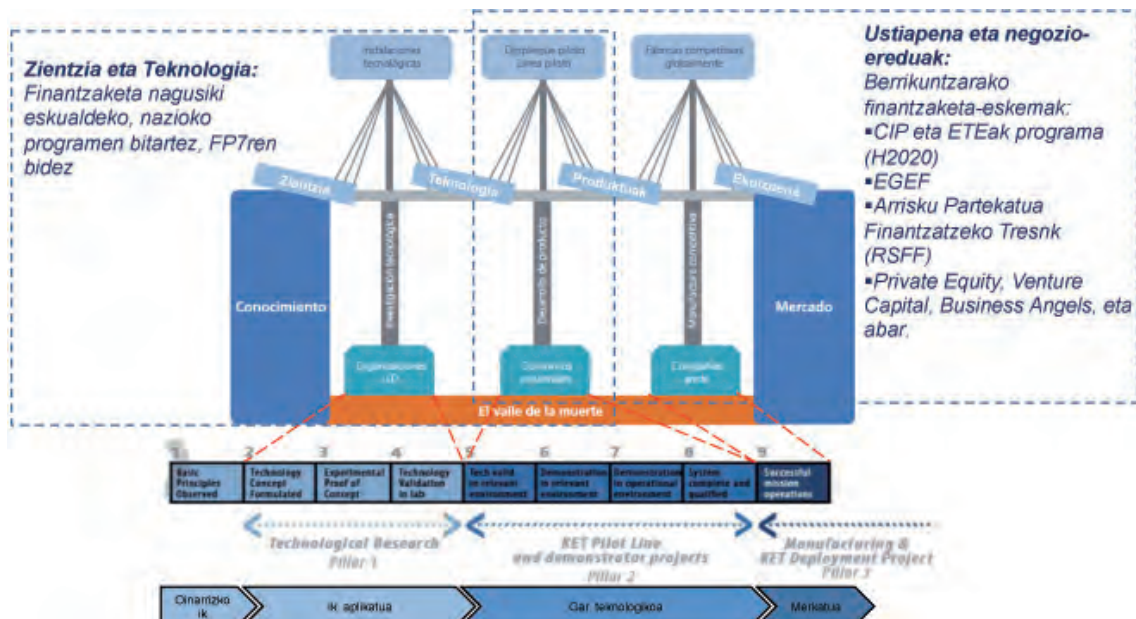 Zientzia eta Teknologia:
Finantzaketa nagusiki
eskualdeko, nazioko
programen bitartez, FP7ren
bidez
Instalaciones
tecnológicas
Despliegue piloto
Línea piloto
Fábricas competitivas
globalmente
Ustiapena eta negozio-
ereduak:
Berrikuntzarako
finantzaketa-eskemak:
▪CIP eta ETEak programa
(H2020)
▪EGEF
▪Arrisku Partekatua
Finantzatzeko Tresnk
(RSFF)
▪Private Equity, Venture
Capital, Business Angels, eta
abar.
Zientzia
Teknologia
Produktuak
Ekoizpena
Conocimiento
Investigación tecnológica
Desarrollo de producto
Manufactura competitiva
Mercado
Organizaciones
I+D
Consorcios
industriales
Compañías
El valle de la muerte
1 2 3 4 5 6 7 8 9
Basic
Principles
Observed
Technology
Concept
Formulated
Experimental
Proof of
Concept
Technology
Validation
in lab
Tech valid
in relevant
environment
Demonstration
in relevant
environment
Demonstration
in operational
environment
System
complete and
qualified
Successful
mission
operations
Technological Research
Pillar 1
KET Pilot Line
and demonstrator projects
Pillar 2
Manufacturing &
KET Deployment Project
Pillar 3
Oinarrizko
ik
Ik aplikatua
Gar teknologikoa
Merkatua